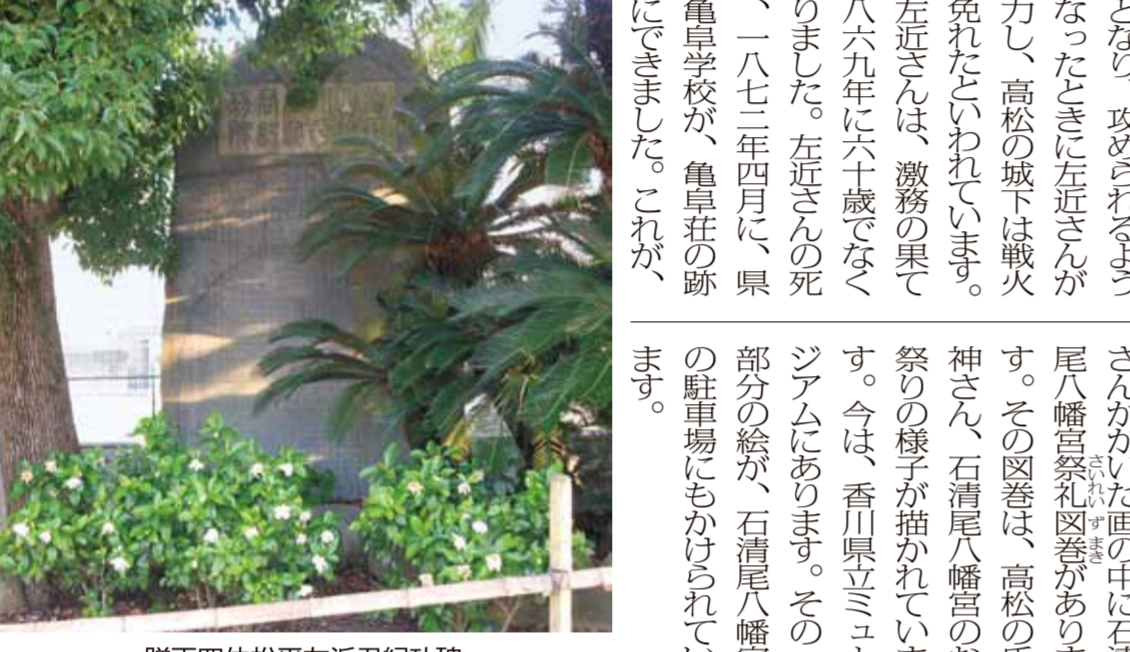 となり、攻められるよう
なったときに左近さんが
力し、高松の城下は戦火
免れたといわれています。
左近さんは、激務の果て
八六九年に六十歳でなく
りました。左近さんの死
、一八七二年四月に、県
亀阜学校が、亀阜荘の跡
にできました。これが、
さんがかいた画の中に石清
尾八幡宮祭礼図巻がありま
さいれい ず まき
す。その図巻は、高松の氏
神さん、石清尾八幡宮のお
祭りの様子が描かれていま
す。今は、香川県立ミュー
ジアムにあります。その
部分の絵が、石清尾八幡宮
の駐車場にもかけられてい
ます。